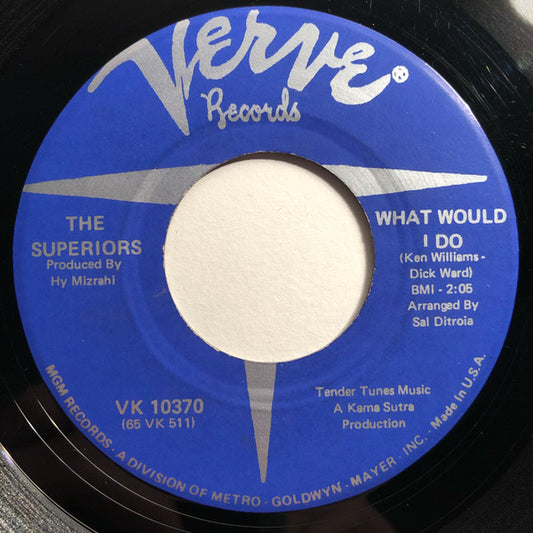 Verve®
Records
THE
SUPERIORS
Produced By
Hy Mizrahi
WHAT WOULD
I DO
(Ken Williams-
Dick Ward)
BMI - 2:05
Arranged By
Sal Ditroia
VK 10370
(65 VK 511)
Tender Tunes Music
A Kama Sutra
Production
MGM RECORDS - A DIVISION OF METRO - GOLDWYN - MAYER - INC. - Made In U.S.A.